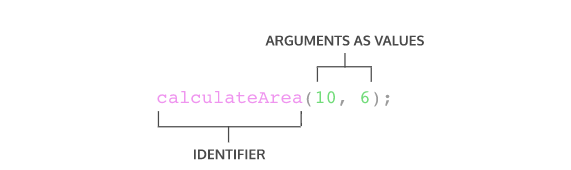 ARGUMENTS AS VALUES
calculateArea(10, 6);
IDENTIFIER